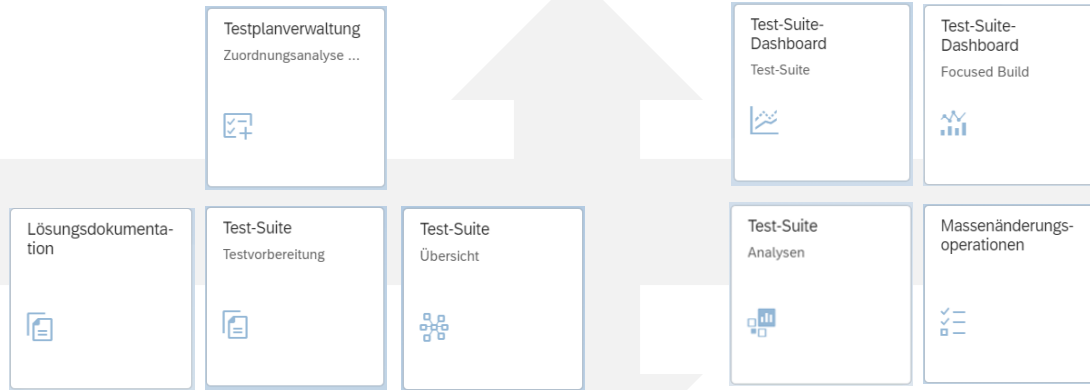 Testplanverwaltung
Zuordnungsanalyse ...
Test-Suite-
Dashboard
Test-Suite
Test-Suite-
Dashboard
Focused Build
Lösungsdokumenta-
tion
Test-Suite
Testvorbereitung
Test-Suite
Übersicht
Test-Suite
Analysen
Massenänderungs-
operationen